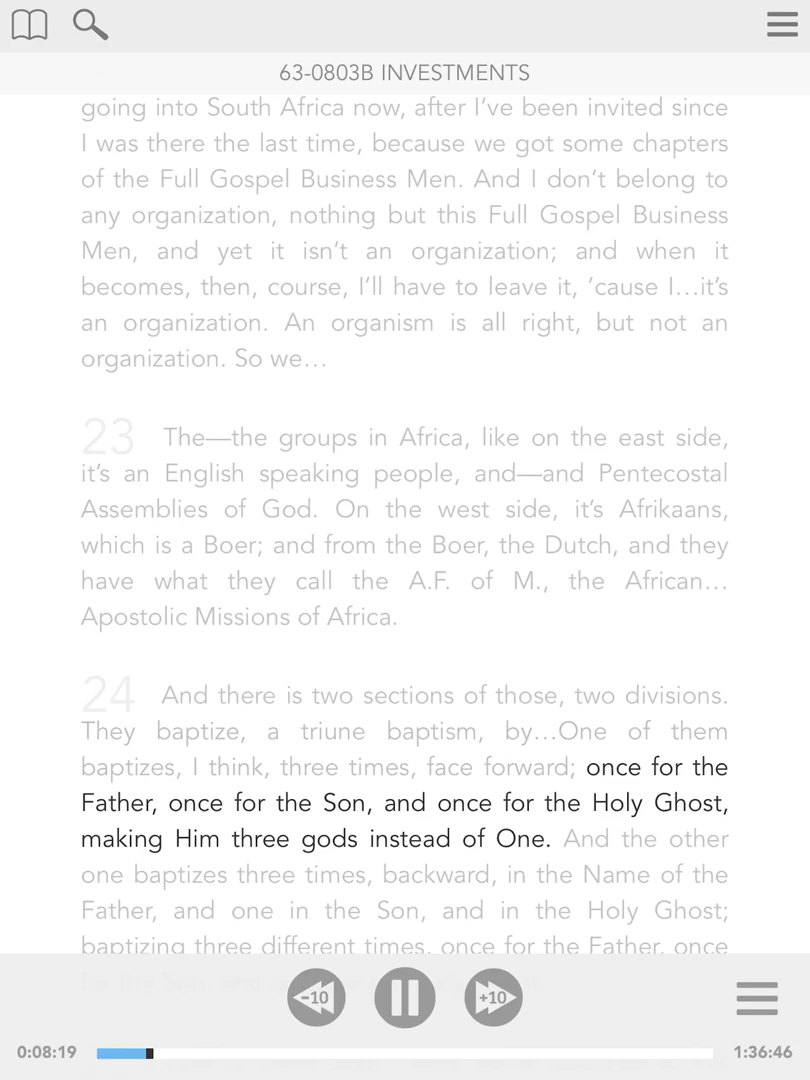 63-0803B INVESTMENTS
going into South Africa now, after I’ve been invited since
I was there the last time, because we got some chapters
of the Full Gospel Business Men. And I don’t belong to
any organization, nothing but this Full Gospel Business
Men, and yet it isn’t an organization; and when it
becomes, then, course, I’ll have to leave it, ’cause I…it’s
an organization. An organism is all right, but not an
organization. So we…
23 The—the groups in Africa, like on the east side,
it’s an English speaking people, and—and Pentecostal
Assemblies of God. On the west side, it’s Afrikaans,
which is a Boer; and from the Boer, the Dutch, and they
have what they call the A.F. of M., the African…
Apostolic Missions of Africa.
24 And there is two sections of those, two divisions.
They baptize, a triune baptism, by…One of them
baptizes, I think, three times, face forward; once for the
Father, once for the Son, and once for the Holy Ghost,
making Him three gods instead of One. And the other
one baptizes three times, backward, in the Name of the
Father, and one in the Son, and in the Holy Ghost;
baptizing three different times, once for the Father, once
-10 +10
0:08:19 1:36:46